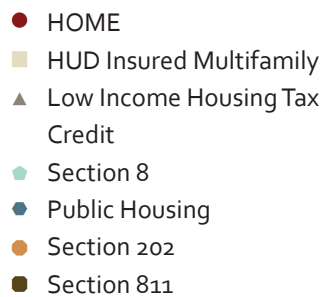 HOME
HUD Insured Multifamily
Low Income Housing Tax
Credit
Section 8
Public Housing
Section 202
Section 811